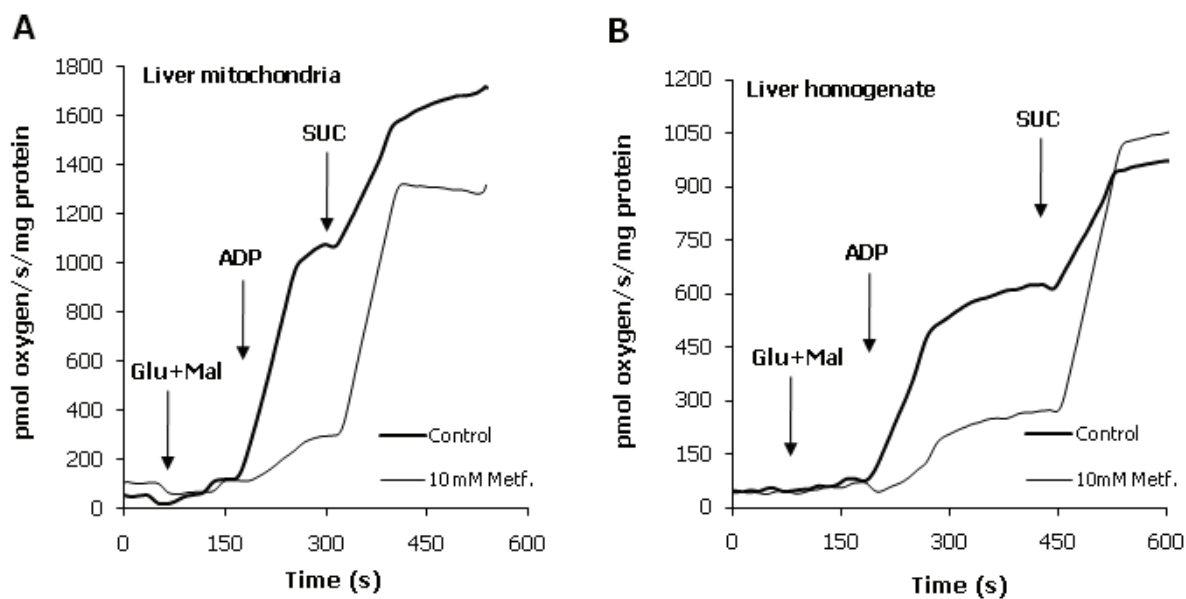 A
Liver mitochondria
pmol oxygen/s/mg protein
1800
1600
1400
1200
1000
800
600
400
200
0
SUC
ADP
Glu+Mal
Control
10 mM Metf.
0 150 300 450 600
Time (s)
B
Liver homogenate
pmol oxygen/s/mg protein
1200
1050
900
750
600
450
300
150
0
SUC
ADP
Glu+Mal
Control
10mM Metf.
0 150 300 450 600
Time (s)